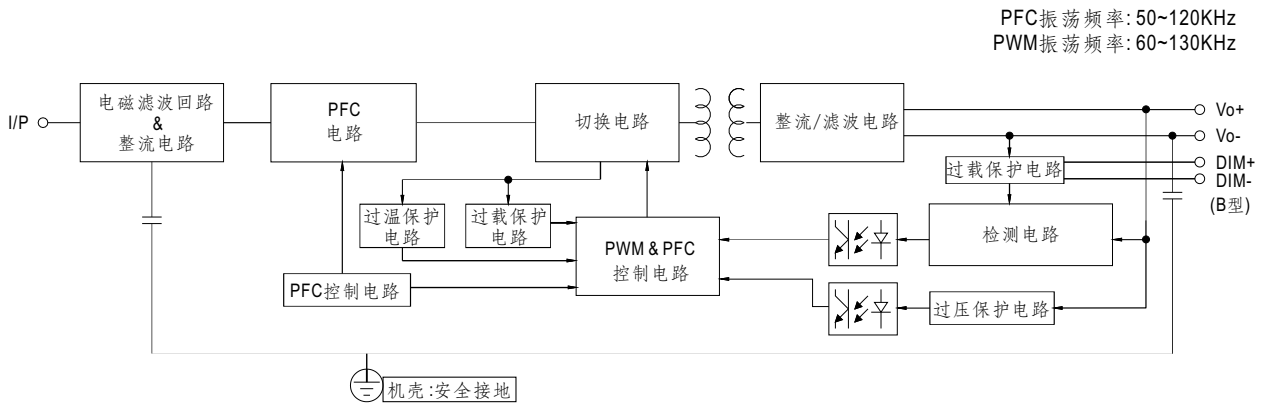 PFC振荡频率: 50~120KHz
PWM振荡频率: 60~130KHz
I/P
电磁滤波回路
&
整流电路
PFC
电路
切换电路
整流/滤波电路
Vo+
Vo-
DIM+
DIM-
(B型)
过载保护电路
过温保护
电路
过载保护
电路
PWM & PFC
控制电路
检测电路
PFC控制电路
过压保护电路
机壳:安全接地